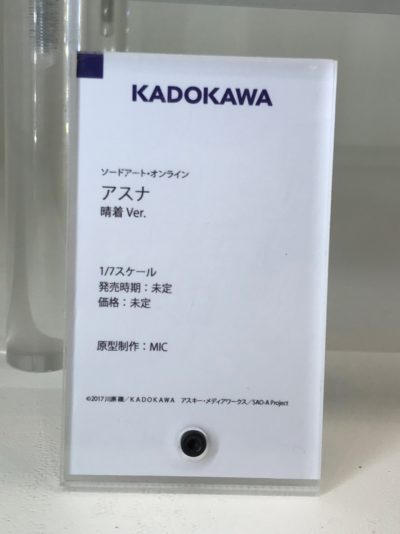 KADOKAWA
ソードアート・オンライン
アスナ
晴着 Ver.
1/7スケール
発売時期：未定
価格：未定
原型制作：MIC
©2017 川原 礫／KADOKAWA アスキー・メディアワークス／SAO-A Project